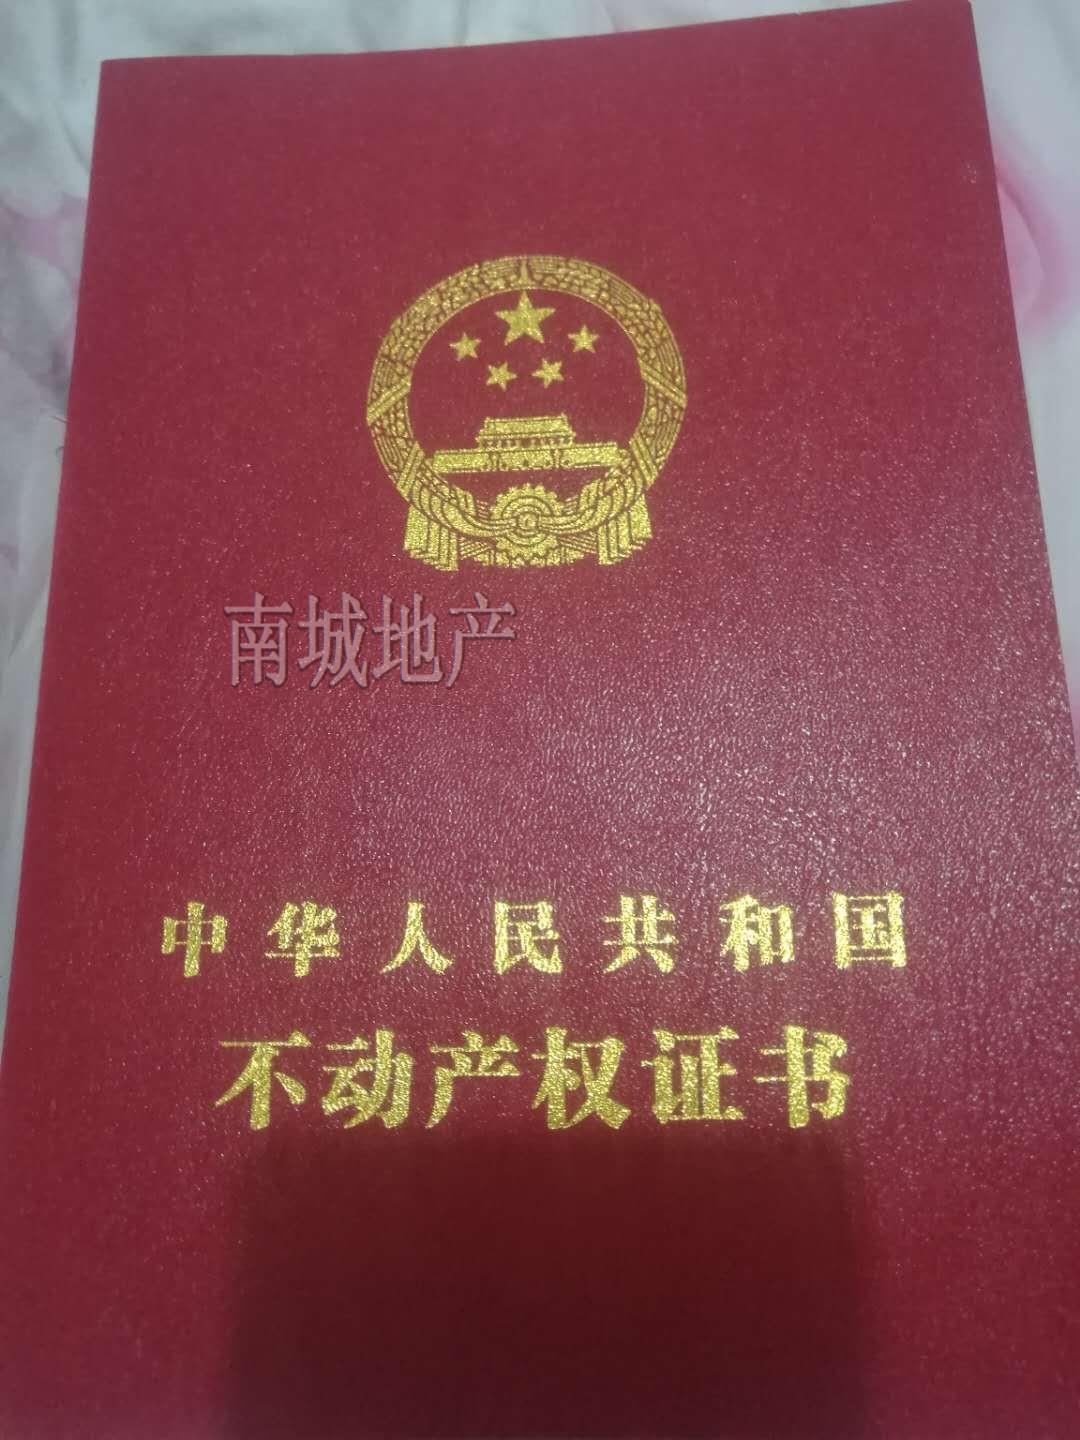 南城地产
中华人民共和国
不动产权证书